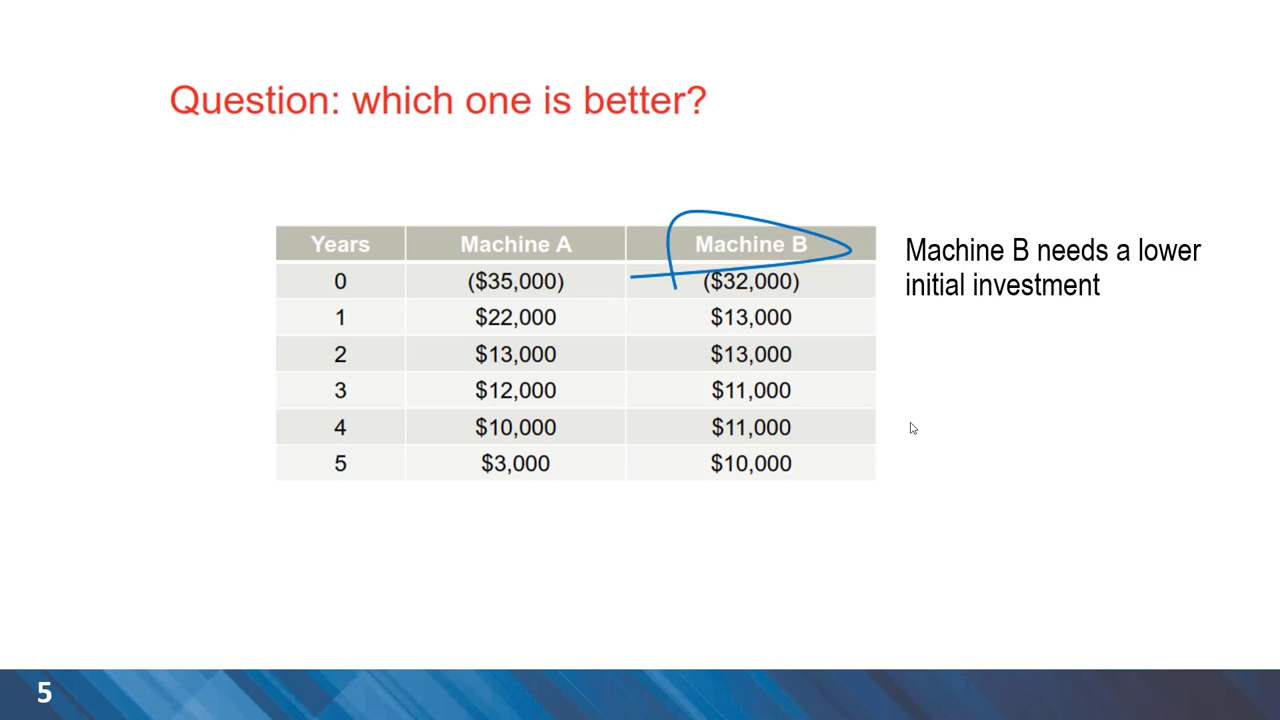 Question: which one is better?
Years Machine A Machine B
0 ($35,000) ($32,000)
1 $22,000 $13,000
2 $13,000 $13,000
3 $12,000 $11,000
4 $10,000 $11,000
5 $3,000 $10,000
Machine B needs a lower
initial investment
5